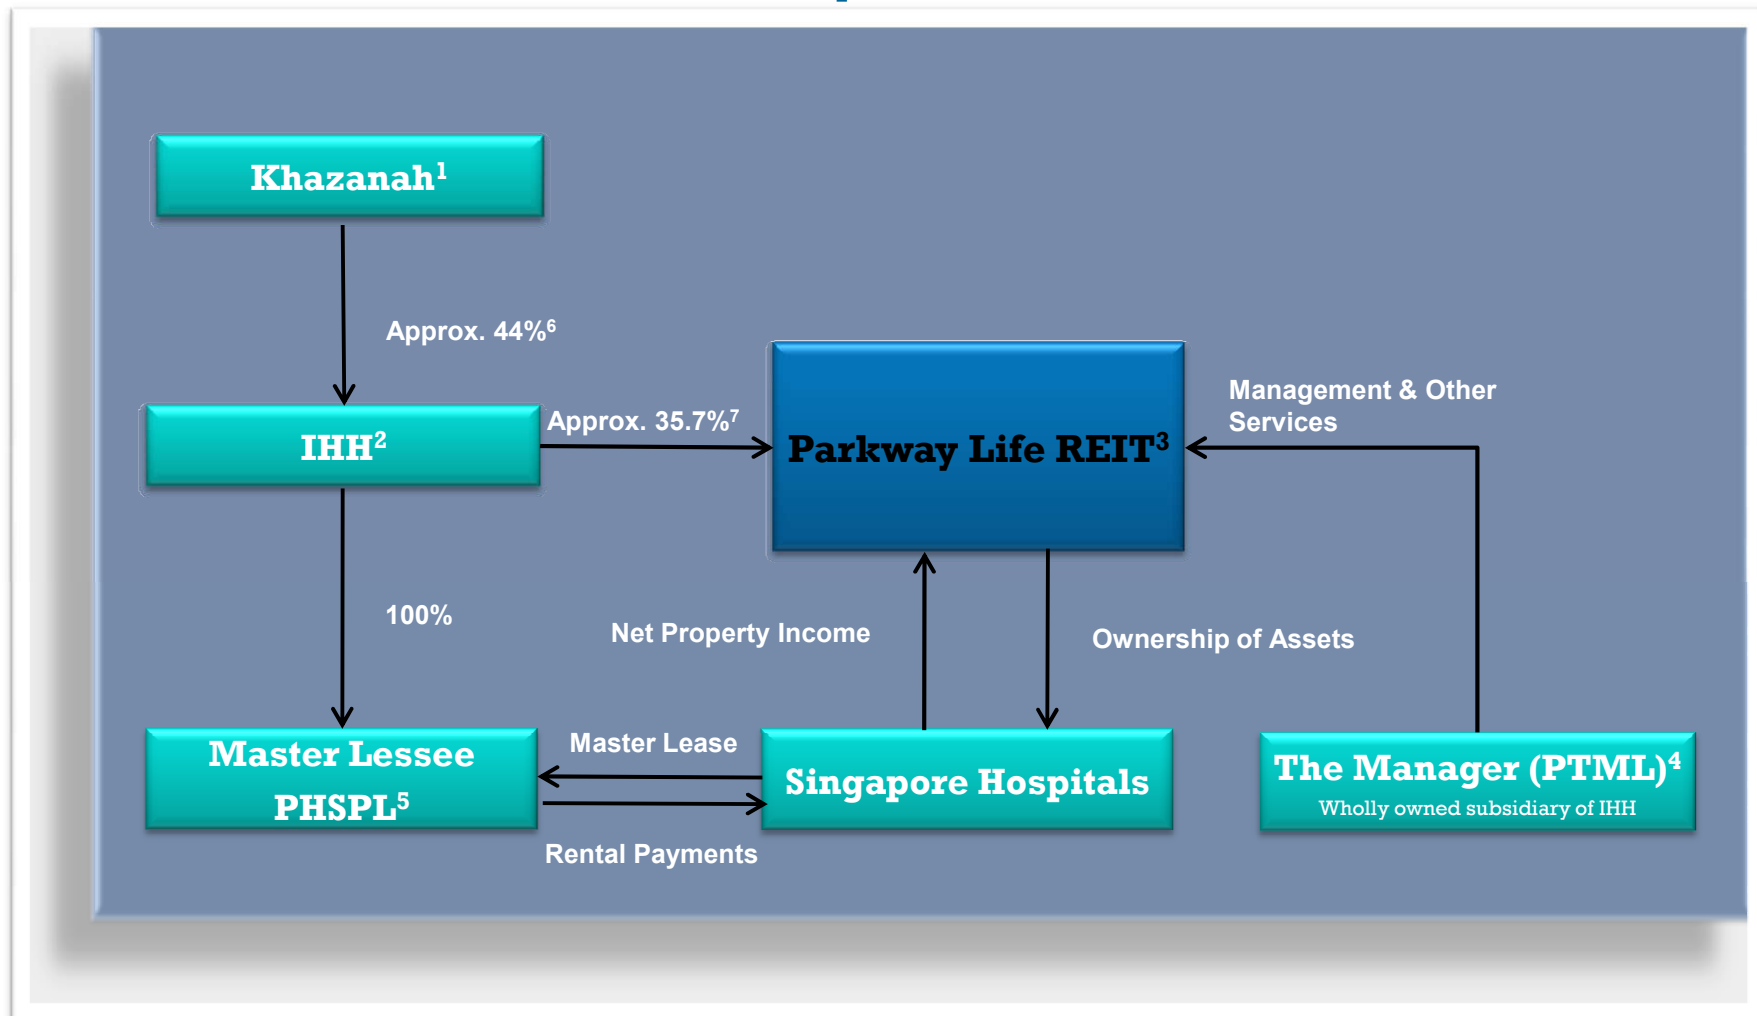 Khazanah¹
Approx. 44%⁶
IHH²
Approx. 35.7%⁷
Parkway Life REIT³
Management & Other
Services
100%
Net Property Income
Ownership of Assets
Master Lessee
PHSPL⁵
Master Lease
Rental Payments
Singapore Hospitals
The Manager (PTML)⁴
Wholly owned subsidiary of IHH